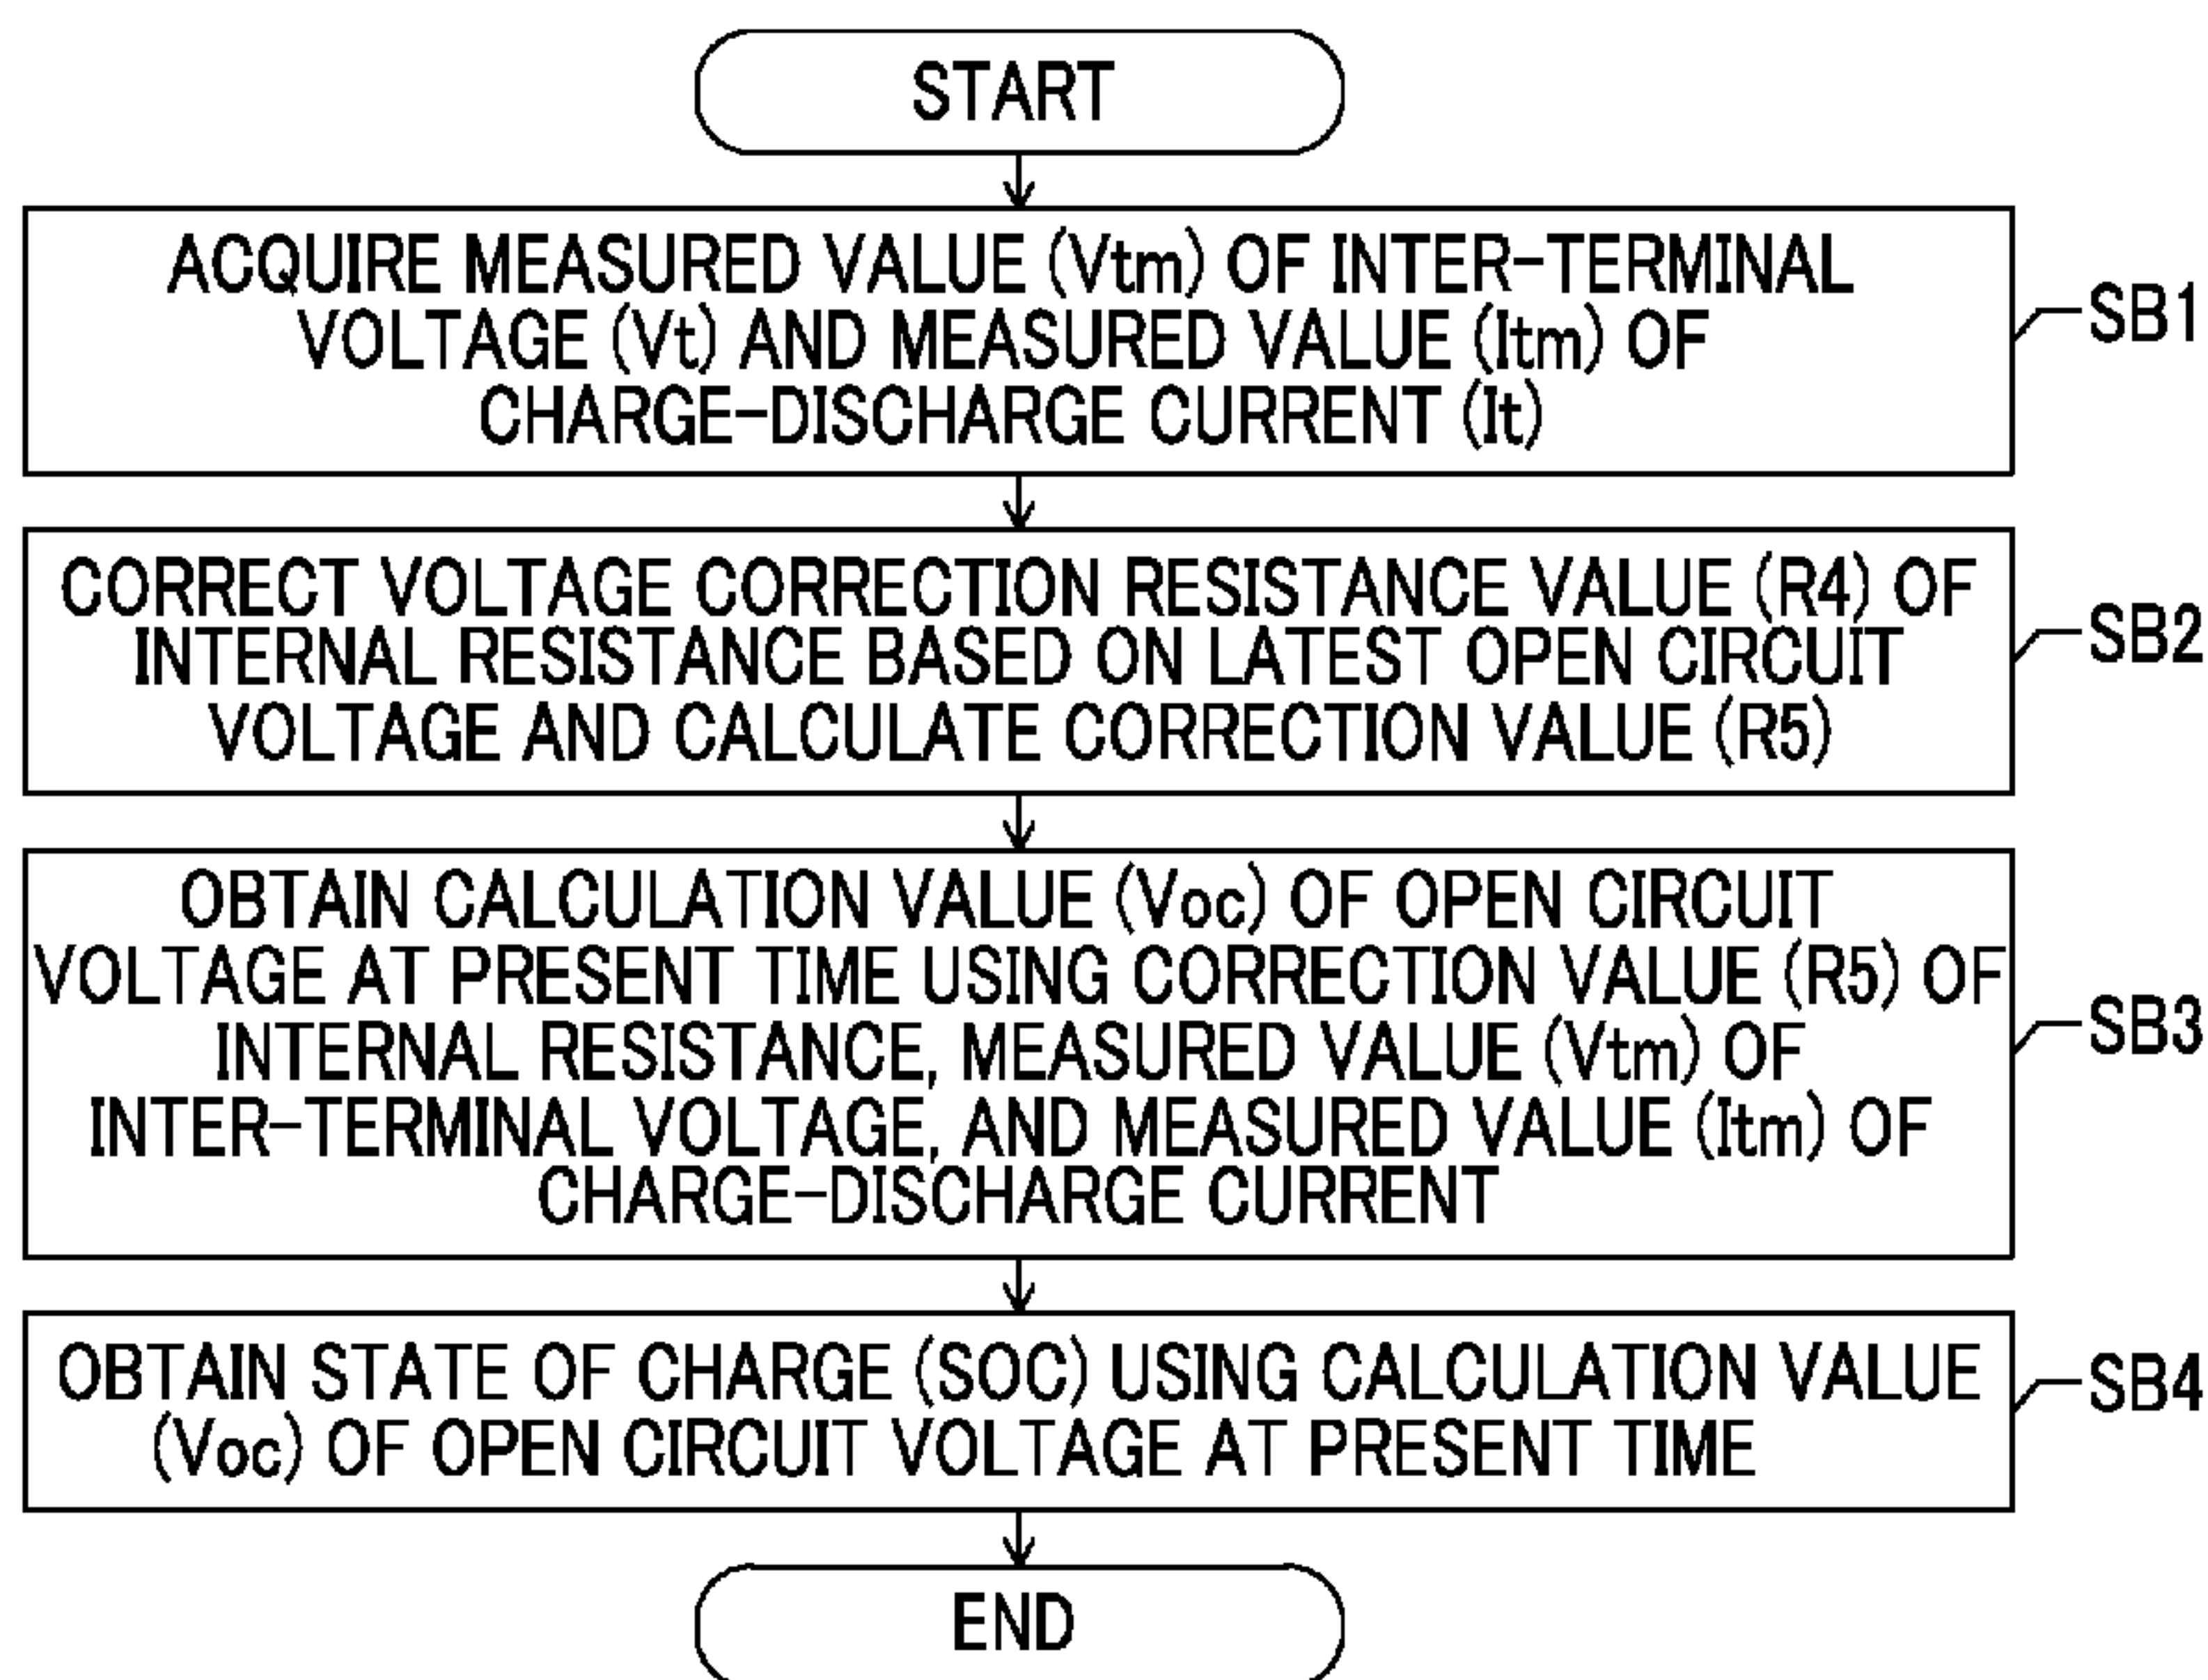 START
ACQUIRE MEASURED VALUE (Vtm) OF INTER-TERMINAL
VOLTAGE (Vt) AND MEASURED VALUE (Itm) OF
CHARGE-DISCHARGE CURRENT (It)
SB1
CORRECT VOLTAGE CORRECTION RESISTANCE VALUE (R4) OF
INTERNAL RESISTANCE BASED ON LATEST OPEN CIRCUIT
VOLTAGE AND CALCULATE CORRECTION VALUE (R5)
SB2
OBTAIN CALCULATION VALUE (Voc) OF OPEN CIRCUIT
VOLTAGE AT PRESENT TIME USING CORRECTION VALUE (R5) OF
INTERNAL RESISTANCE, MEASURED VALUE (Vtm) OF
INTER-TERMINAL VOLTAGE, AND MEASURED VALUE (Itm) OF
CHARGE-DISCHARGE CURRENT
SB3
OBTAIN STATE OF CHARGE (SOC) USING CALCULATION VALUE
(Voc) OF OPEN CIRCUIT VOLTAGE AT PRESENT TIME
SB4
END